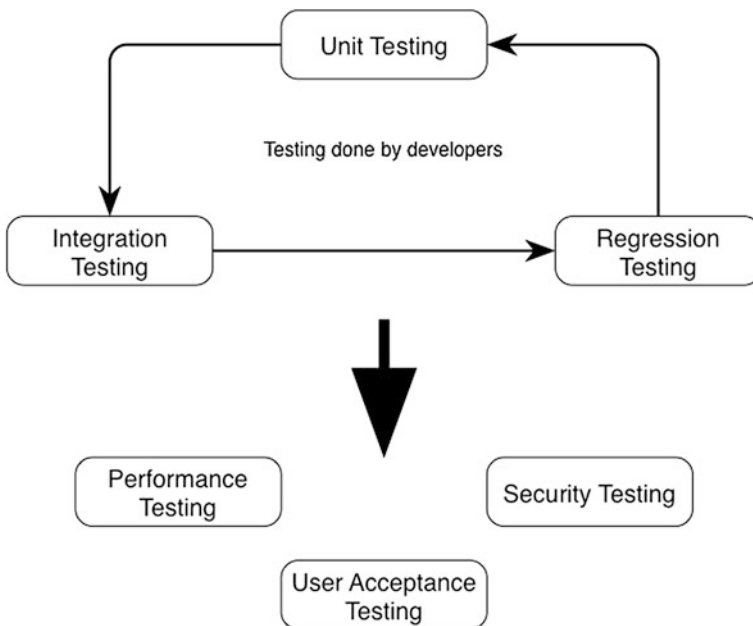 Unit Testing
Testing done by developers
Integration
Testing
Regression
Testing
Performance
Testing
Security Testing
User Acceptance
Testing